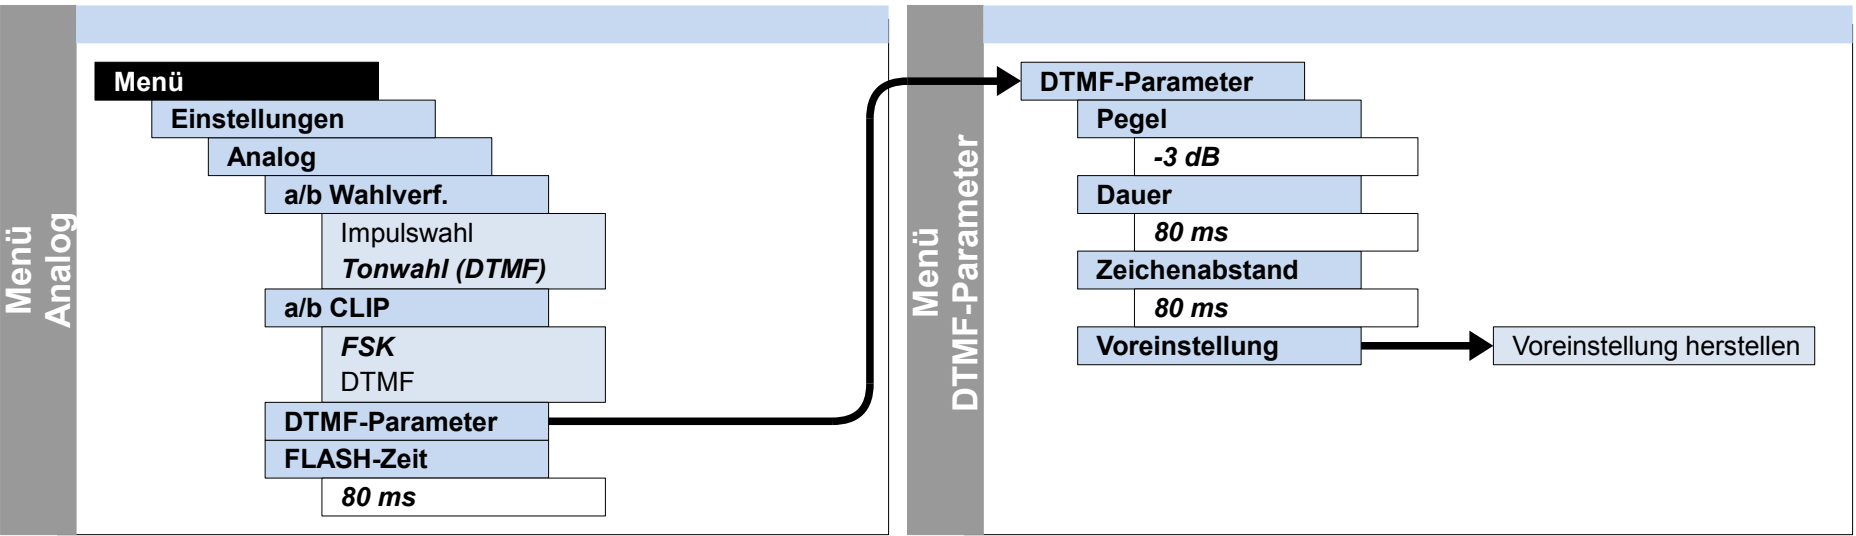 Menü
Analog
Menü
Einstellungen
Analog
a/b Wahlverf.
Impulswahl
Tonwahl (DTMF)
a/b CLIP
FSK
DTMF
DTMF-Parameter
FLASH-Zeit
80 ms
Menü
DTMF-Parameter
DTMF-Parameter
Pegel
-3 dB
Dauer
80 ms
Zeichenabstand
80 ms
Voreinstellung
Voreinstellung herstellen